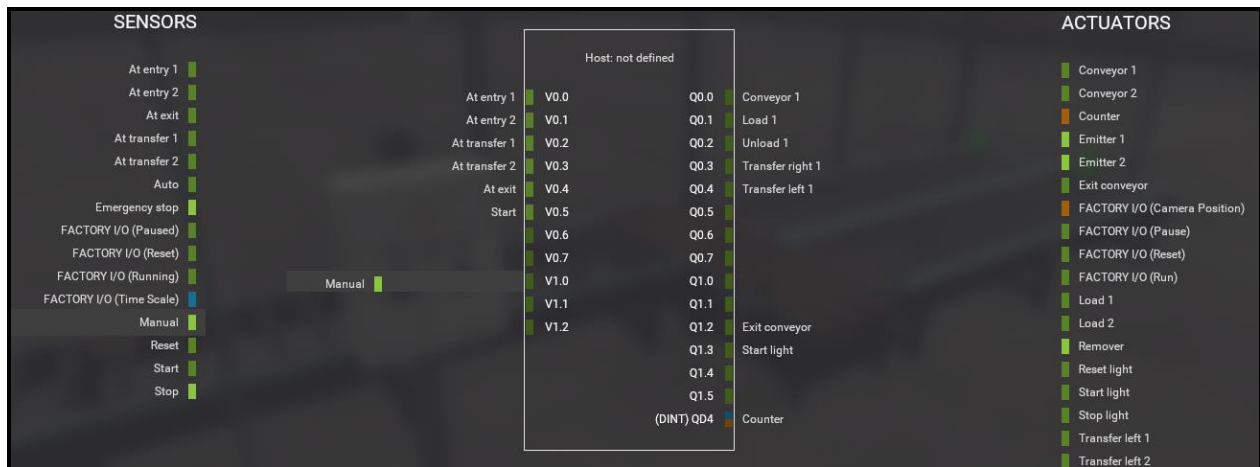 SENSORS
At entry 1
At entry 2
At exit
At transfer 1
At transfer 2
Auto
Emergency stop
FACTORY I/O (Paused)
FACTORY I/O (Reset)
FACTORY I/O (Running)
FACTORY I/O (Time Scale)
Manual
Reset
Start
Stop
Manual
Host: not defined
At entry 1 V0.0 Q0.0 Conveyor 1
At entry 2 V0.1 Q0.1 Load 1
At transfer 1 V0.2 Q0.2 Unload 1
At transfer 2 V0.3 Q0.3 Transfer right 1
At exit V0.4 Q0.4 Transfer left 1
Start V0.5 Q0.5
V0.6 Q0.6
V0.7 Q0.7
V1.0 Q1.0
V1.1 Q1.1
V1.2 Q1.2 Exit conveyor
Q1.3 Start light
Q1.4
Q1.5
(DINT) QD4 Counter
ACTUATORS
Conveyor 1
Conveyor 2
Counter
Emitter 1
Emitter 2
Exit conveyor
FACTORY I/O (Camera Position)
FACTORY I/O (Pause)
FACTORY I/O (Reset)
FACTORY I/O (Run)
Load 1
Load 2
Remover
Reset light
Start light
Stop light
Transfer left 1
Transfer left 2